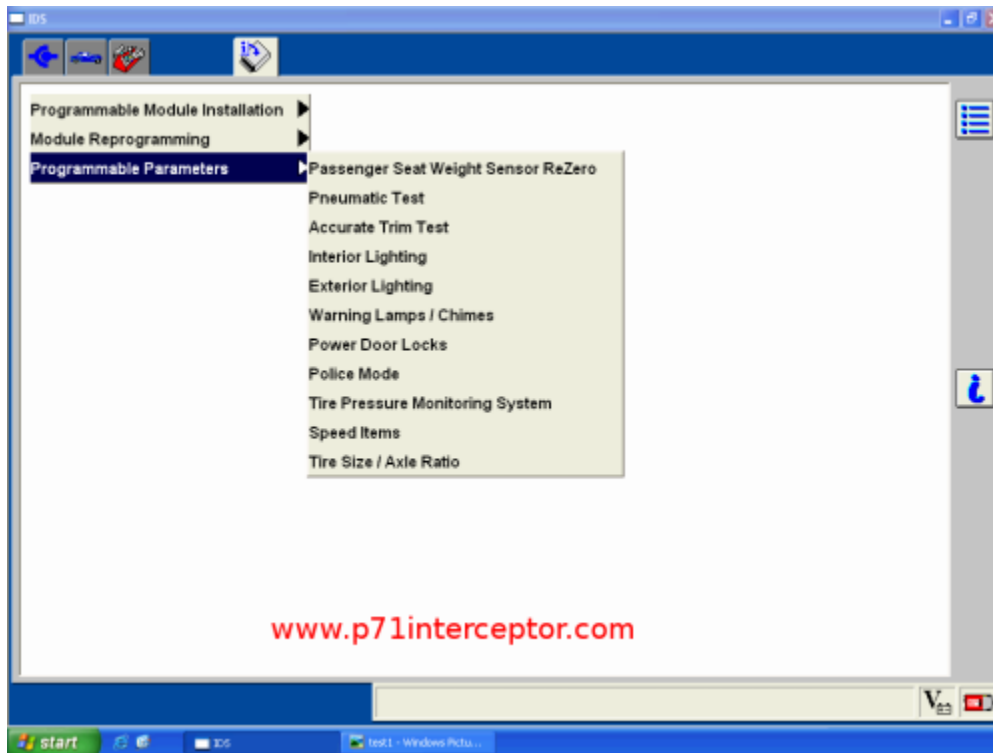 IDS
Programmable Module Installation
Module Reprogramming
Programmable Parameters
Passenger Seat Weight Sensor ReZero
Pneumatic Test
Accurate Trim Test
Interior Lighting
Exterior Lighting
Warning Lamps / Chimes
Power Door Locks
Police Mode
Tire Pressure Monitoring System
Speed Items
Tire Size / Axle Ratio
www.p71interceptor.com
V
start
IDS
test1 - Windows Pictu...